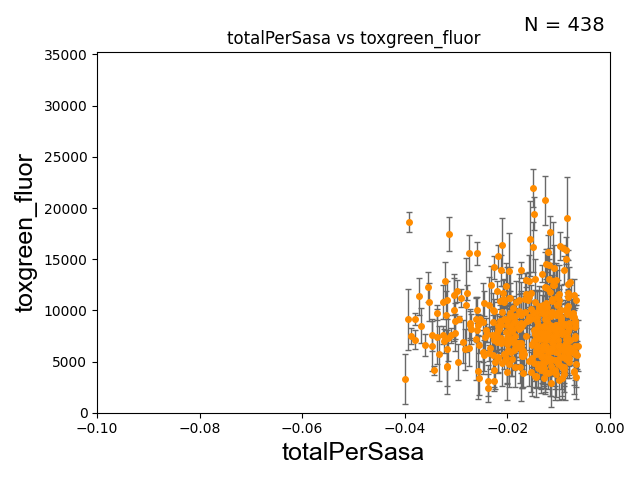 N = 438
totalPerSasa vs toxgreen_fluor
toxgreen_fluor
35000
30000
25000
20000
15000
10000
5000
0
−0.10 −0.08 −0.06 −0.04 −0.02 0.00
totalPerSasa